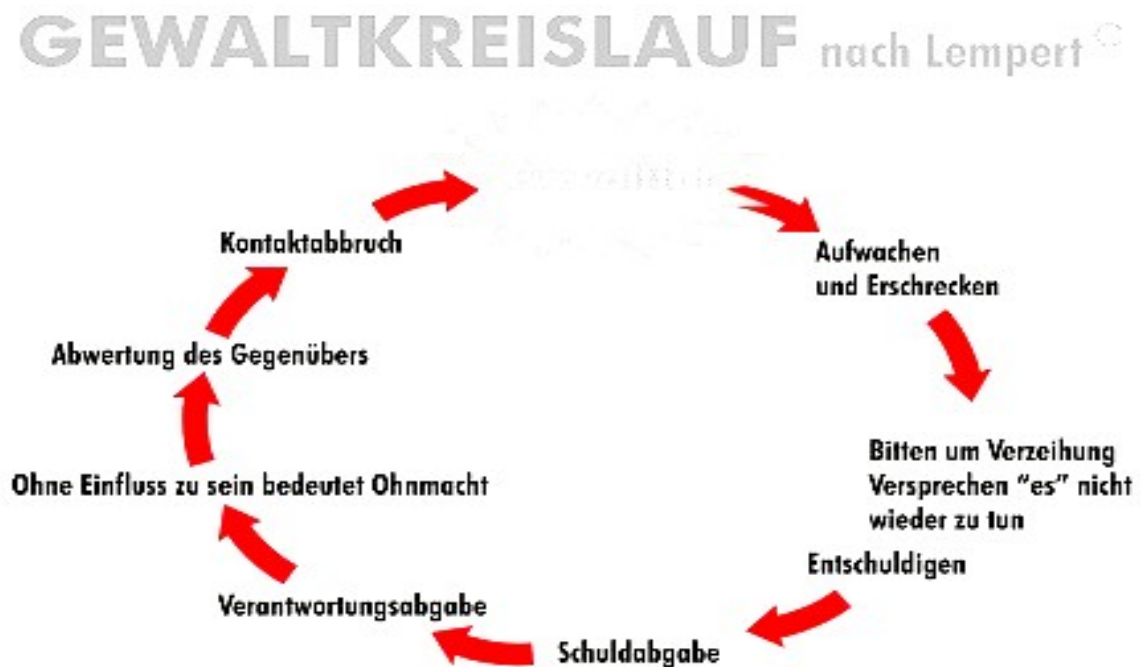 GEWALTKREISLAUF nach Lempert
Aufwachen
und Erschrecken
Bitten um Verzeihung
Versprechen "es" nicht
wieder zu tun
Entschuldigen
Schuldabgabe
Verantwortungsabgabe
Ohne Einfluss zu sein bedeutet Ohnmacht
Abwertung des Gegenübers
Kontaktabbruch